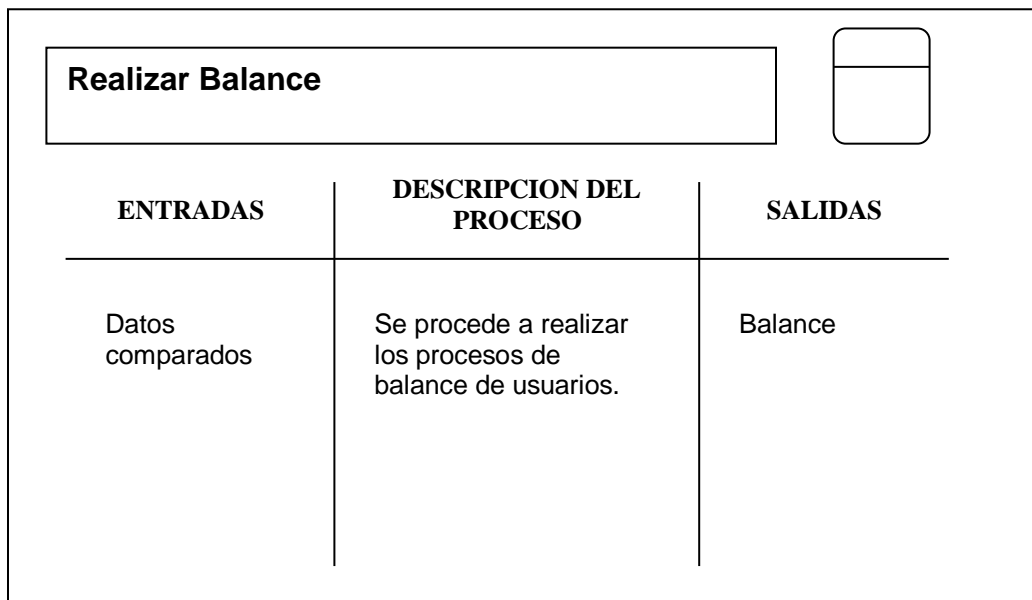 Realizar Balance
ENTRADAS
DESCRIPCION DEL
PROCESO
SALIDAS
Datos
comparados
Se procede a realizar
los procesos de
balance de usuarios.
Balance